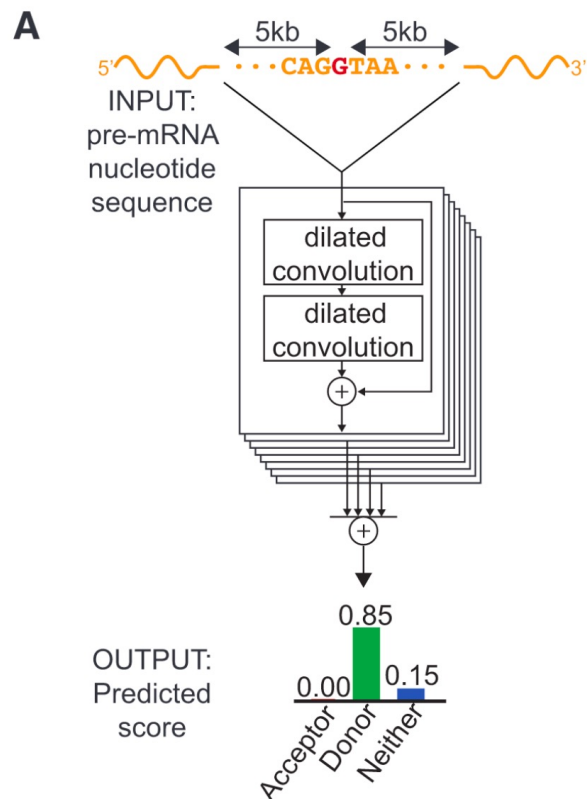 A
5kb 5kb
5' ···CAGGTAA··· 3'
INPUT:
pre-mRNA
nucleotide
sequence
dilated
convolution
dilated
convolution
+
+
OUTPUT:
Predicted
score
0.00 0.85 0.15
Acceptor Donor Neither